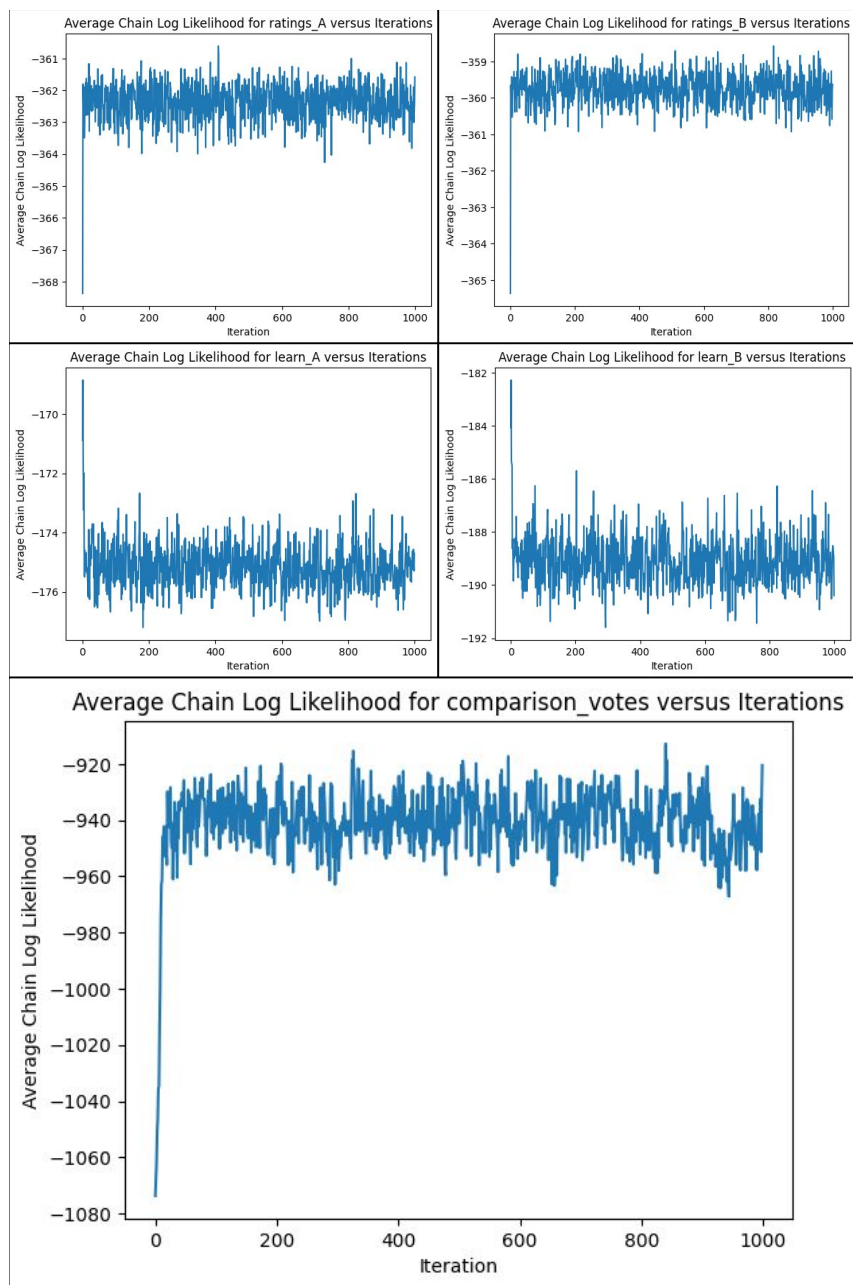 Average Chain Log Likelihood for ratings_A versus Iterations
Average Chain Log Likelihood
−361
−362
−363
−364
−365
−366
−367
−368
0 200 400 600 800 1000
Iteration
Average Chain Log Likelihood for ratings_B versus Iterations
Average Chain Log Likelihood
−359
−360
−361
−362
−363
−364
−365
0 200 400 600 800 1000
Iteration
Average Chain Log Likelihood for learn_A versus Iterations
Average Chain Log Likelihood
−170
−172
−174
−176
0 200 400 600 800 1000
Iteration
Average Chain Log Likelihood for learn_B versus Iterations
Average Chain Log Likelihood
−182
−184
−186
−188
−190
−192
0 200 400 600 800 1000
Iteration
Average Chain Log Likelihood for comparison_votes versus Iterations
Average Chain Log Likelihood
−920
−940
−960
−980
−1000
−1020
−1040
−1060
−1080
0 200 400 600 800 1000
Iteration